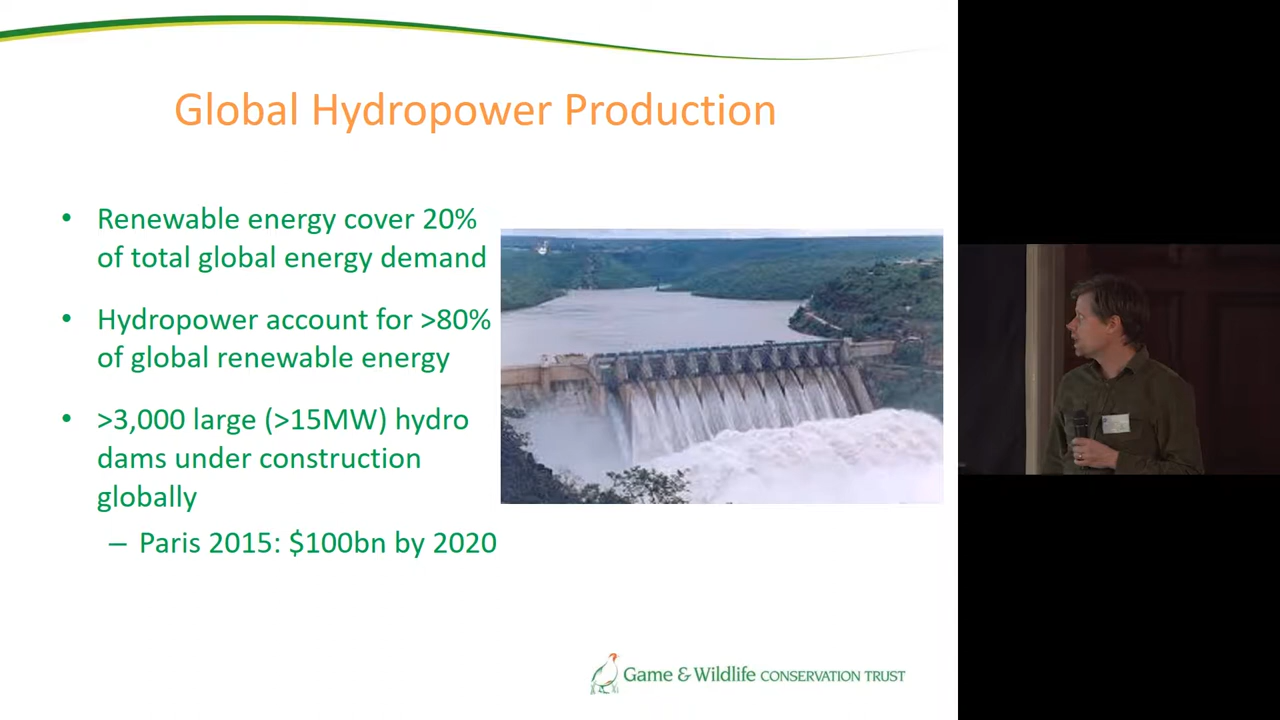 Global Hydropower Production
• Renewable energy cover 20%
of total global energy demand
• Hydropower account for >80%
of global renewable energy
• >3,000 large (>15MW) hydro
dams under construction
globally
– Paris 2015: $100bn by 2020
Game & Wildlife CONSERVATION TRUST